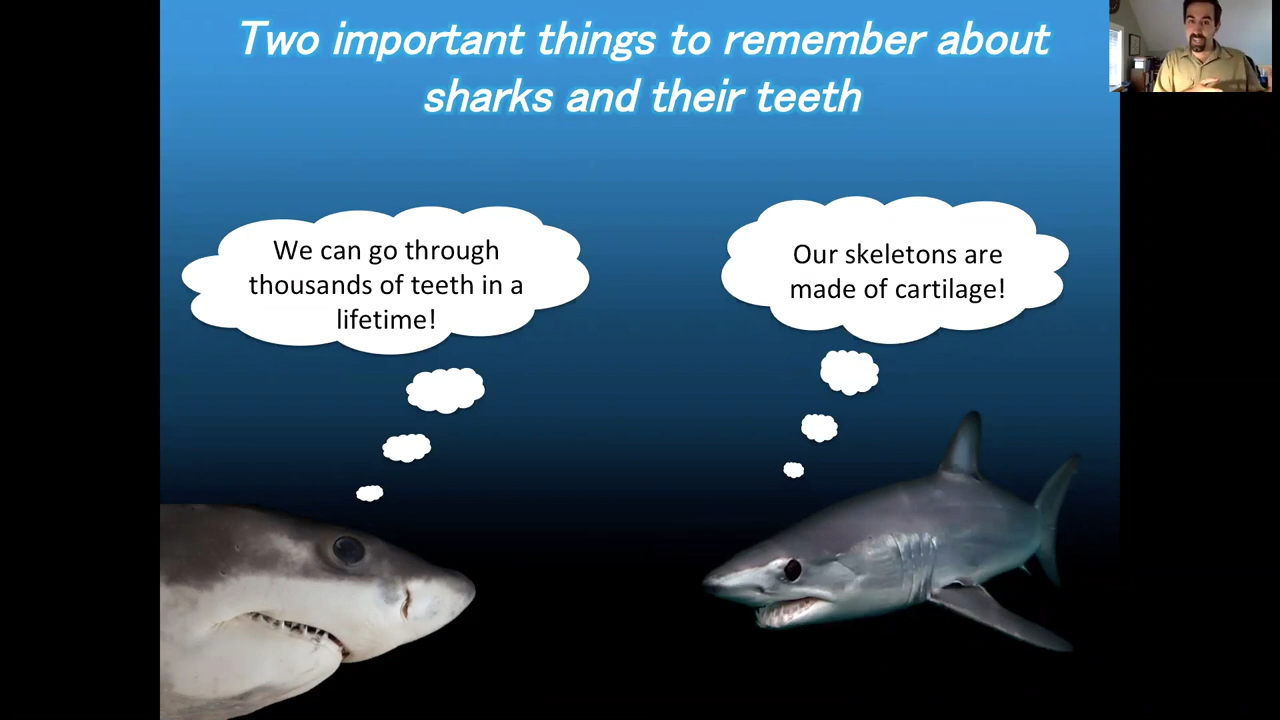 Two important things to remember about
sharks and their teeth
We can go through
thousands of teeth in a
lifetime!
Our skeletons are
made of cartilage!